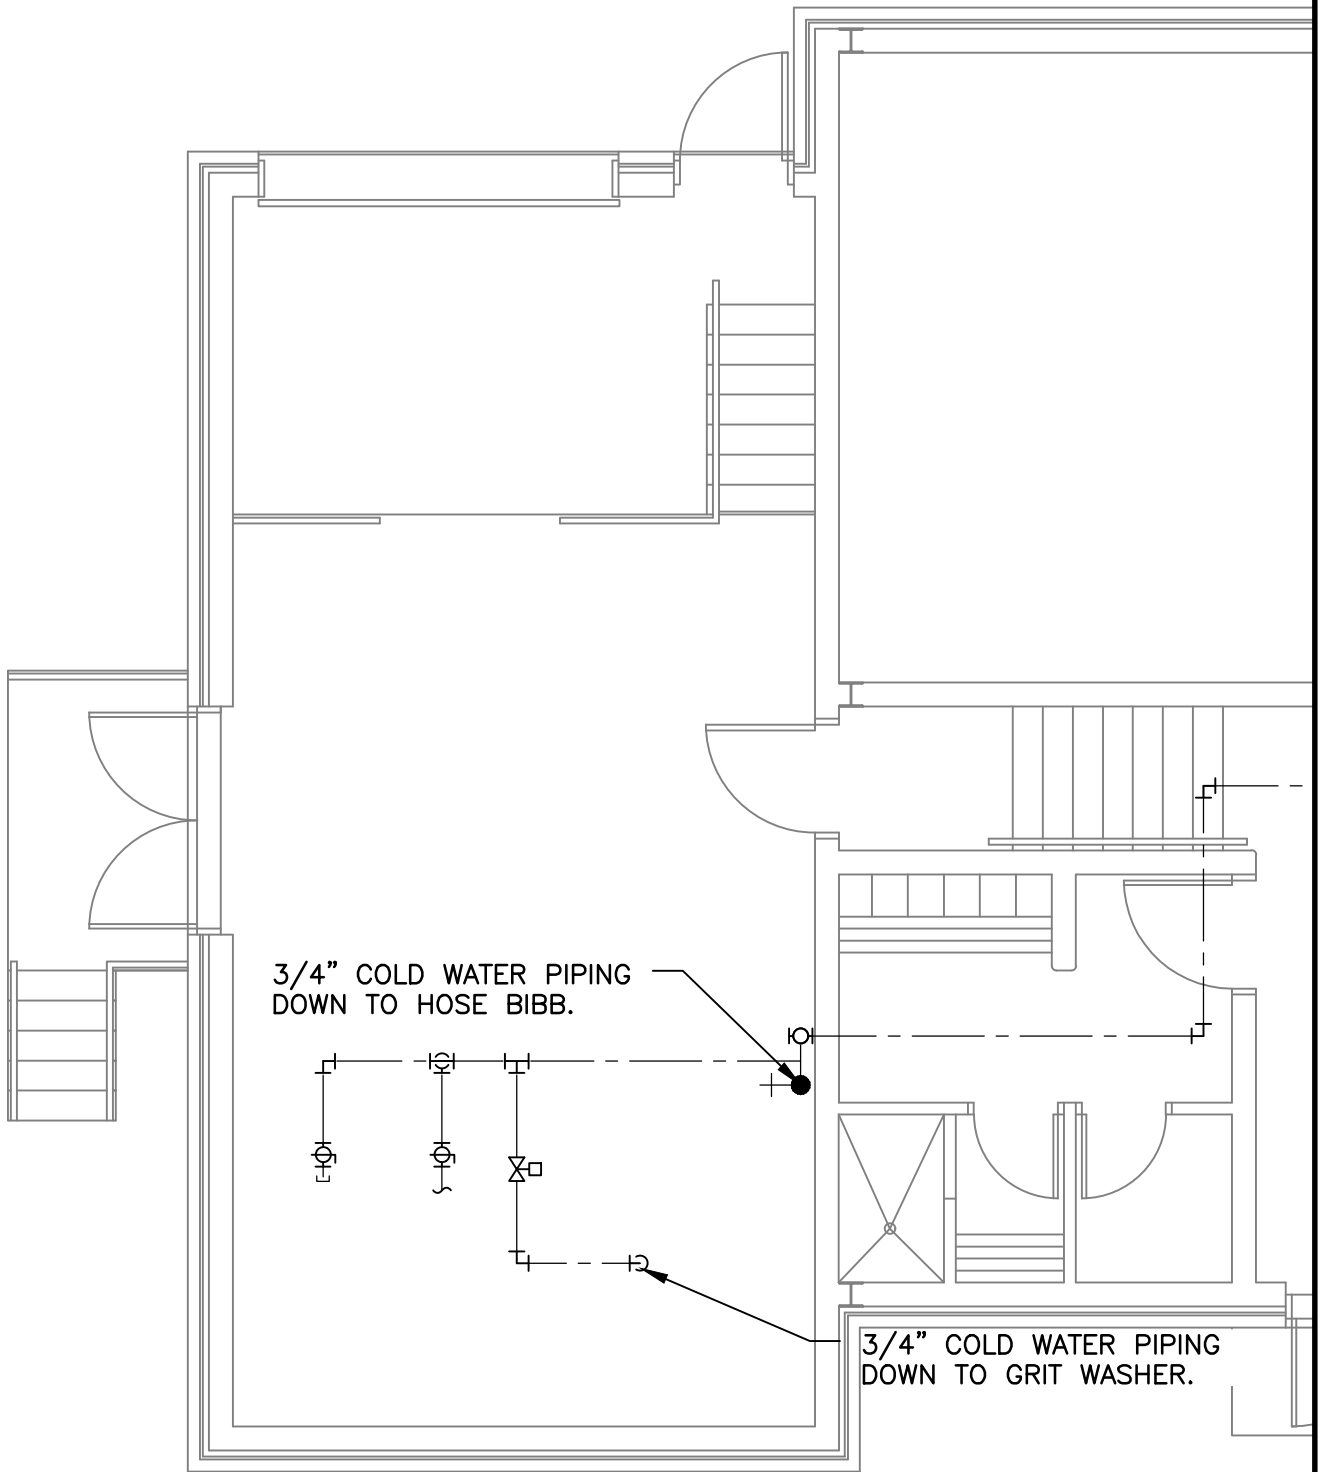 3/4” COLD WATER PIPING
DOWN TO HOSE BIBB.
3/4” COLD WATER PIPING
DOWN TO GRIT WASHER.